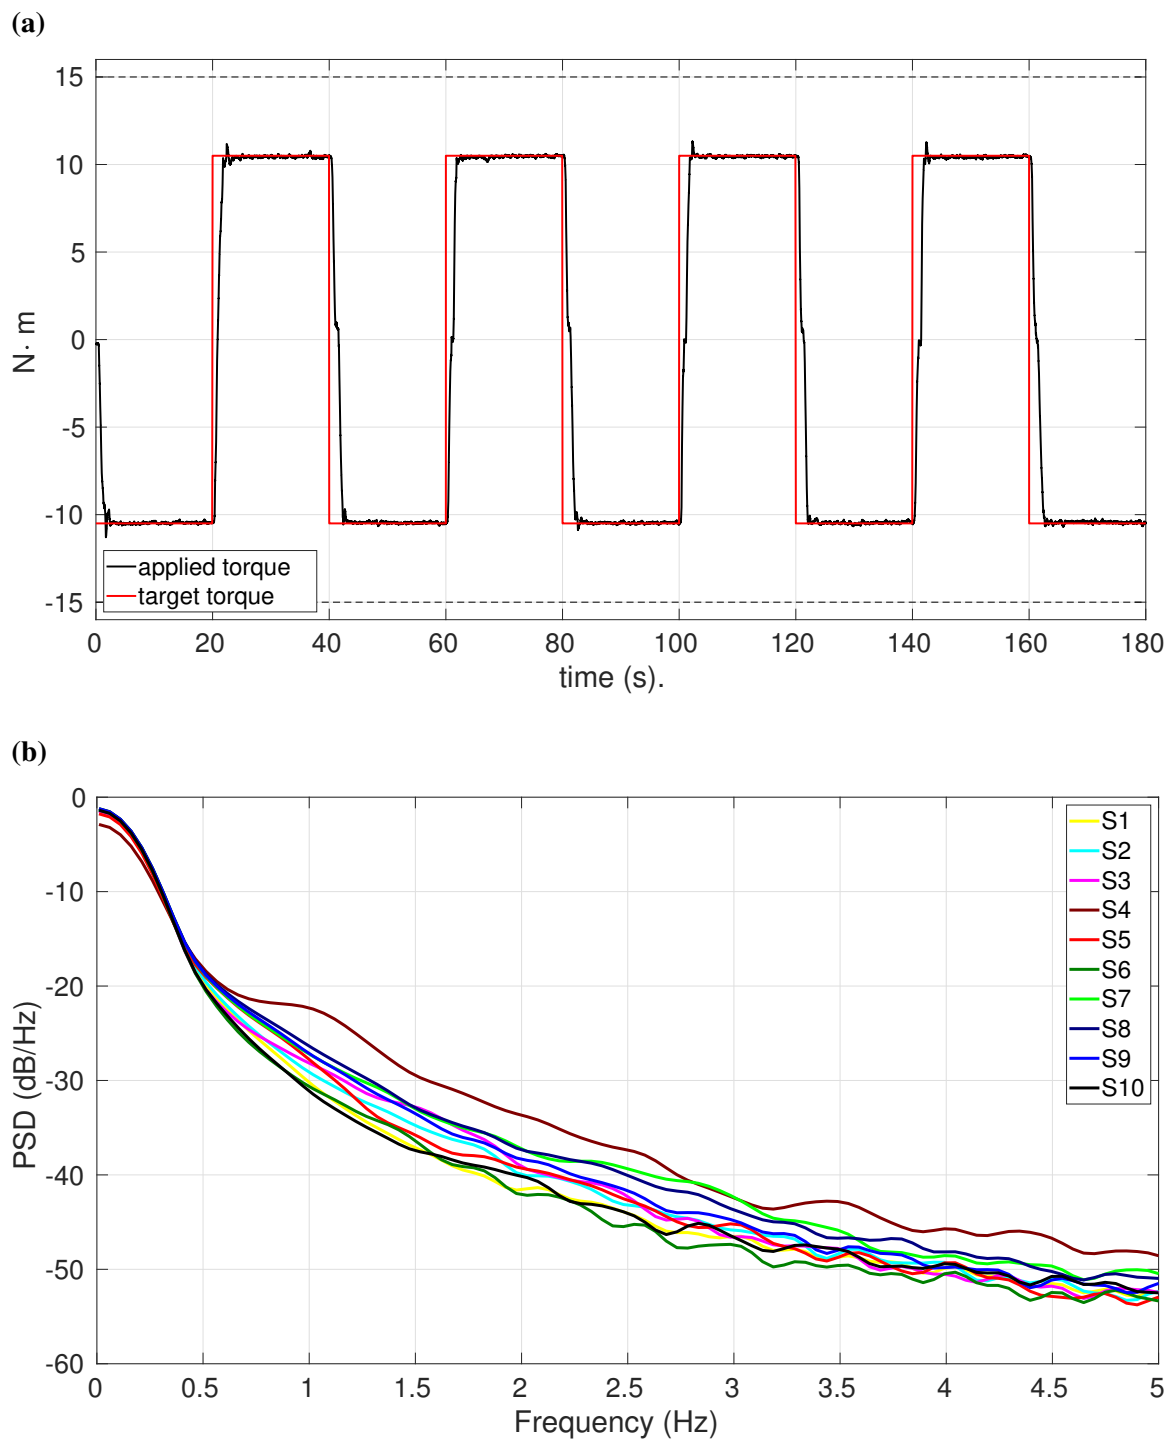 (a)
15
10
5
0
-5
-10
-15
N· m
applied torque
target torque
0 20 40 60 80 100 120 140 160 180
time (s).
(b)
0
-10
-20
-30
-40
-50
-60
PSD (dB/Hz)
S1
S2
S3
S4
S5
S6
S7
S8
S9
S10
0 0.5 1 1.5 2 2.5 3 3.5 4 4.5 5
Frequency (Hz)